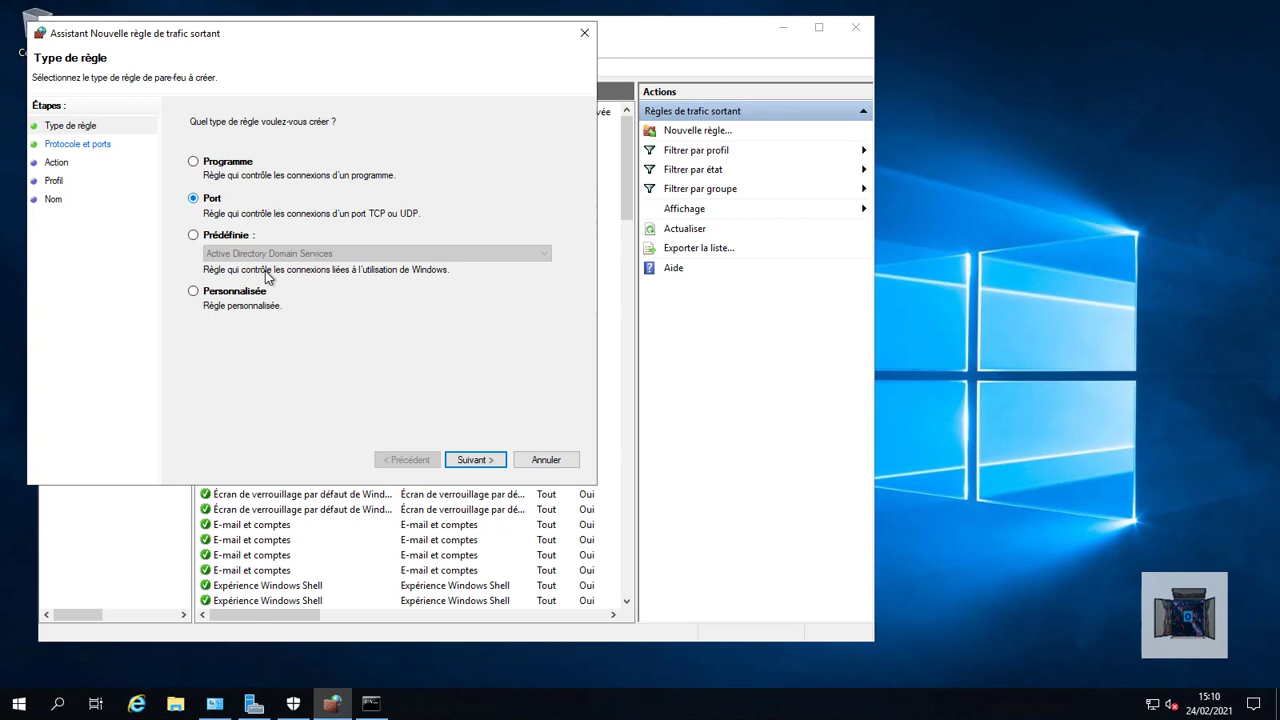 Assistant Nouvelle règle de trafic sortant
Type de règle
Sélectionnez le type de règle de pare-feu à créer.
Étapes :
Type de règle
Protocole et ports
Action
Profil
Nom
Quel type de règle voulez-vous créer ?
Programme
Règle qui contrôle les connexions d'un programme.
Port
Règle qui contrôle les connexions d'un port TCP ou UDP.
Prédéfinie :
Active Directory Domain Services
Règle qui contrôle les connexions liées à l'utilisation de Windows.
Personnalisée
Règle personnalisée.
< Précédent
Suivant >
Annuler
Écran de verrouillage par défaut de Wind... Écran de verrouillage par dé... Tout Oui
Écran de verrouillage par défaut de Wind... Écran de verrouillage par dé... Tout Oui
E-mail et comptes E-mail et comptes Tout Oui
E-mail et comptes E-mail et comptes Tout Oui
E-mail et comptes E-mail et comptes Tout Oui
E-mail et comptes E-mail et comptes Tout Oui
Expérience Windows Shell Expérience Windows Shell Tout Oui
Expérience Windows Shell Expérience Windows Shell Tout Oui
Actions
Règles de trafic sortant
Nouvelle règle...
Filtrer par profil
Filtrer par état
Filtrer par groupe
Affichage
Actualiser
Exporter la liste...
Aide
15:10
24/02/2021